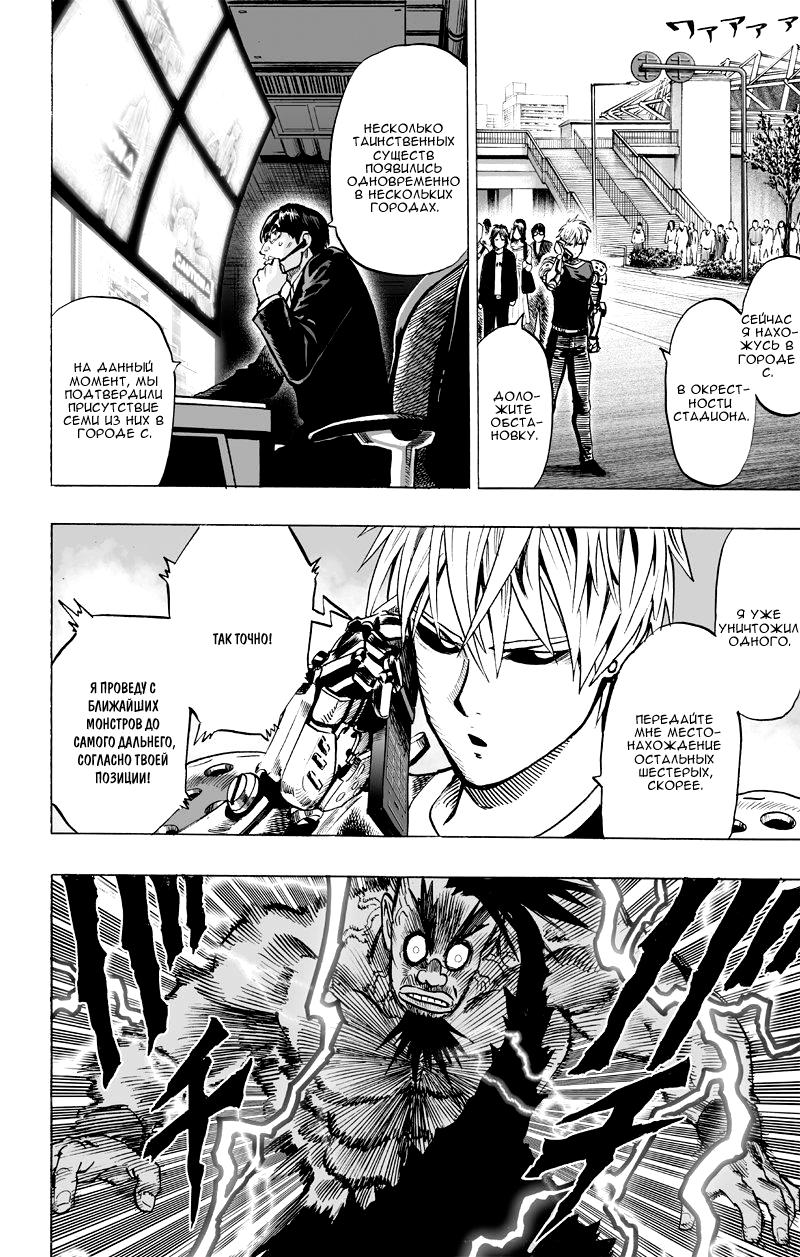 ワァァァァ
СЕЙЧАС
Я НАХО-
ЖУСЬ В
ГОРОДЕ
С.
В ОКРЕСТ-
НОСТИ
СТАДИОНА.
ДОЛО-
ЖИТЕ
ОБСТА-
НОВКУ.
НЕСКОЛЬКО
ТАИНСТВЕННЫХ
СУЩЕСТВ
ПОЯВИЛИСЬ
ОДНОВРЕМЕННО
В НЕСКОЛЬКИХ
ГОРОДАХ.
НА ДАННЫЙ
МОМЕНТ, МЫ
ПОДТВЕРДИЛИ
ПРИСУТСТВИЕ
СЕМИ ИЗ НИХ В
ГОРОДЕ С.
Я УЖЕ
УНИЧТОЖИЛ
ОДНОГО.
ПЕРЕДАЙТЕ
МНЕ МЕСТО-
НАХОЖДЕНИЕ
ОСТАЛЬНЫХ
ШЕСТЕРЫХ,
СКОРЕЕ.
ТАК ТОЧНО!
Я ПРОВЕДУ С
БЛИЖАЙШИХ
МОНСТРОВ ДО
САМОГО ДАЛЬНЕГО,
СОГЛАСНО ТВОЕЙ
ПОЗИЦИИ!